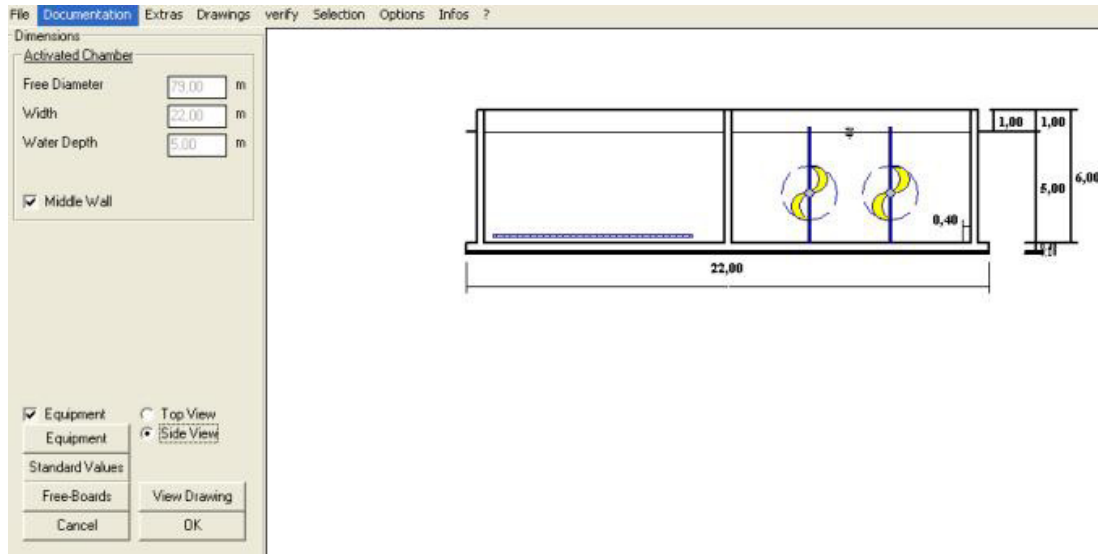 File Documentation Extras Drawings verify Selection Options Infos ?
Dimensions
Activated Chamber
Free Diameter 79,00 m
Width 22,00 m
Water Depth 5,00 m
Middle Wall
Equipment Top View
Equipment Side View
Standard Values
Free-Boards View Drawing
Cancel OK
1,00 1,00
5,00 6,00
0,40
22,00